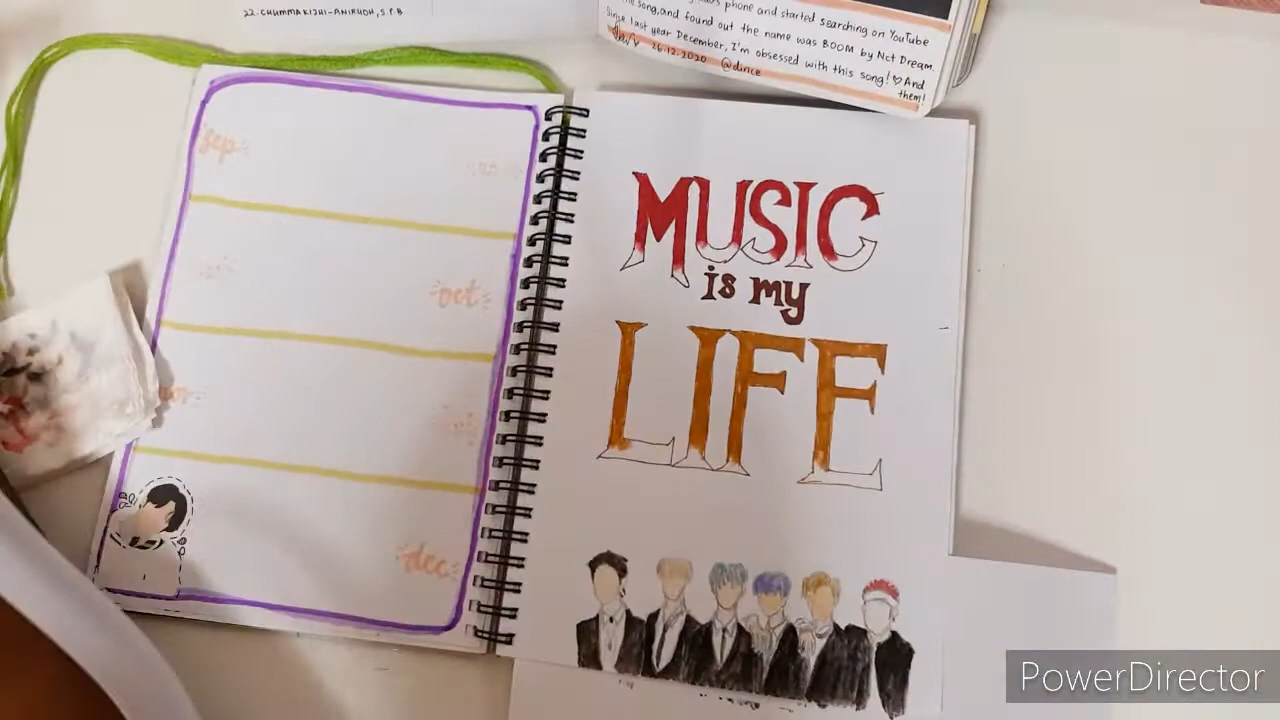 22. CHUMMA KIZHI - ANIRUDH, S.P.B
phone and started searching on YouTube
the song, and found out the name was BOOM by Nct Dream.
Since last year December, I'm obsessed with this song! ♡ And
them!
26.12.2020 @dince
sep
oct
dec
MUSIC
is my
LIFE
PowerDirector